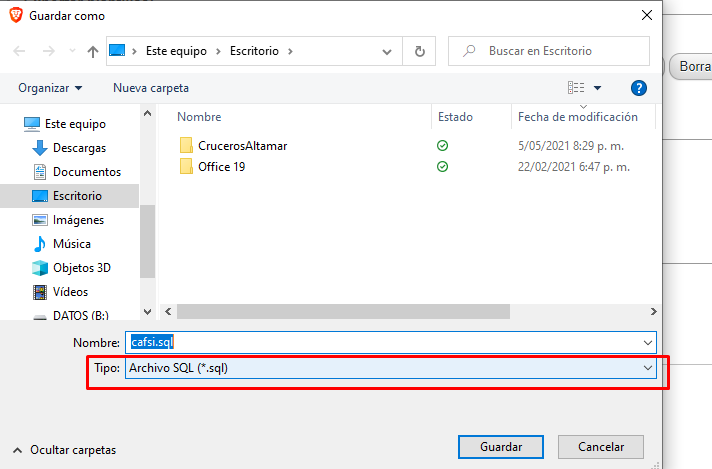 Guardar como
Este equipo
Escritorio
Buscar en Escritorio
Borra
Organizar
Nueva carpeta
?
Este equipo
Descargas
Documentos
Escritorio
Imágenes
Música
Objetos 3D
Vídeos
DATOS (B:)
Nombre Estado Fecha de modificación
CrucerosAltamar 5/05/2021 8:29 p. m.
Office 19 22/02/2021 6:47 p. m.
Nombre: cafsi.sql
Tipo: Archivo SQL (*.sql)
Ocultar carpetas
Guardar
Cancelar